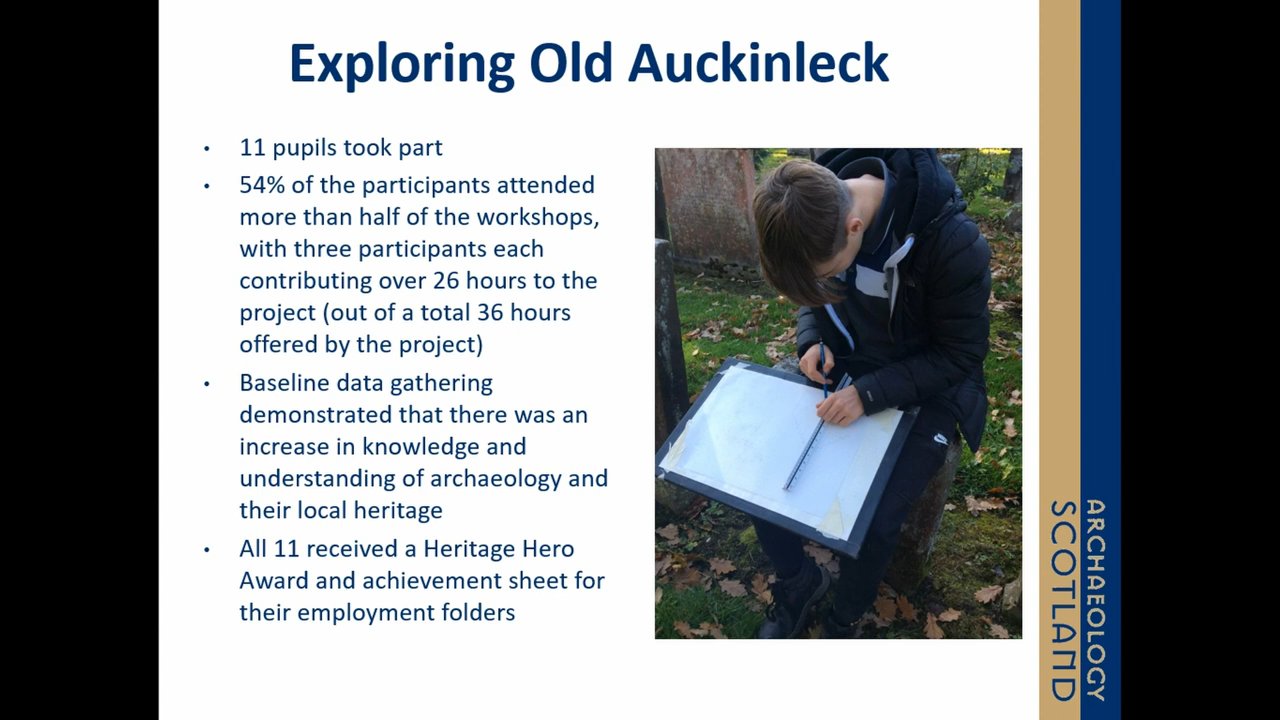 Exploring Old Auckinleck
• 11 pupils took part
• 54% of the participants attended
more than half of the workshops,
with three participants each
contributing over 26 hours to the
project (out of a total 36 hours
offered by the project)
• Baseline data gathering
demonstrated that there was an
increase in knowledge and
understanding of archaeology and
their local heritage
• All 11 received a Heritage Hero
Award and achievement sheet for
their employment folders
ARCHAEOLOGY
SCOTLAND